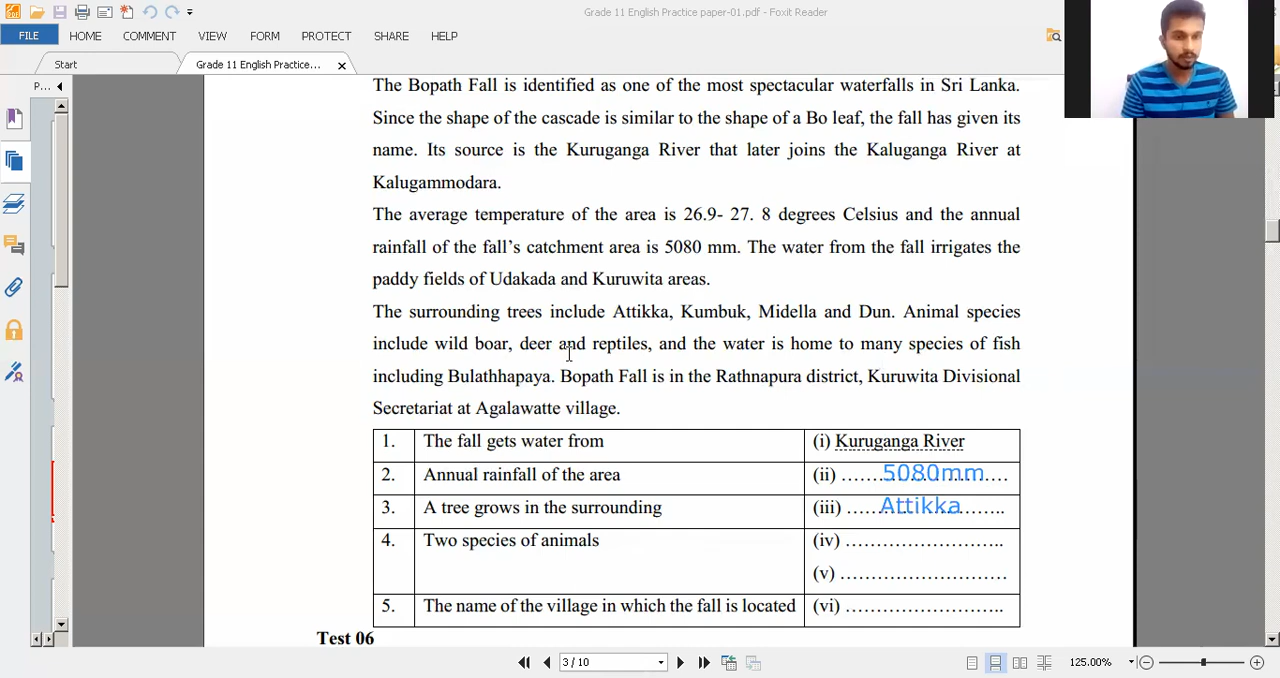 Grade 11 English Practice paper-01.pdf - Foxit Reader
FILE HOME COMMENT VIEW FORM PROTECT SHARE HELP
Start Grade 11 English Practice...
P...
The Bopath Fall is identified as one of the most spectacular waterfalls in Sri Lanka.
Since the shape of the cascade is similar to the shape of a Bo leaf, the fall has given its
name. Its source is the Kuruganga River that later joins the Kaluganga River at
Kalugammodara.
The average temperature of the area is 26.9- 27. 8 degrees Celsius and the annual
rainfall of the fall's catchment area is 5080 mm. The water from the fall irrigates the
paddy fields of Udakada and Kuruwita areas.
The surrounding trees include Attikka, Kumbuk, Midella and Dun. Animal species
include wild boar, deer and reptiles, and the water is home to many species of fish
including Bulathhapaya. Bopath Fall is in the Rathnapura district, Kuruwita Divisional
Secretariat at Agalawatte village.
1. The fall gets water from (i) Kuruganga River
2. Annual rainfall of the area (ii) 5080mm
3. A tree grows in the surrounding (iii) Attikka
4. Two species of animals (iv) ……………………..
(v) ………………………
5. The name of the village in which the fall is located (vi) ……………………..
Test 06
3 / 10 125.00%